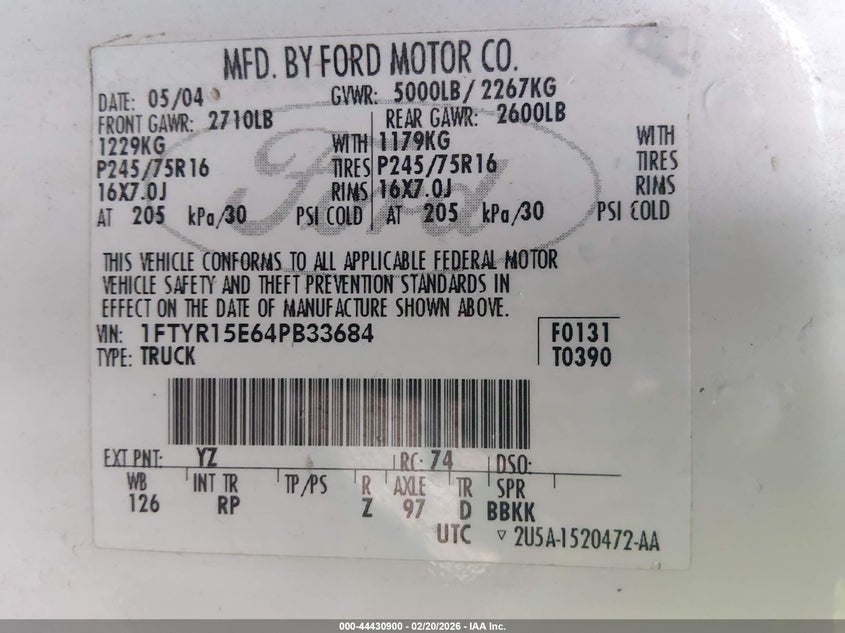 MFD. BY FORD MOTOR CO.
DATE: 05/04 GVWR: 5000LB/ 2267KG
FRONT GAWR: 2710LB REAR GAWR: 2600LB
1229KG WITH 1179KG WITH
P245/75R16 TIRES P245/75R16 TIRES
16X7.0J RIMS 16X7.0J RIMS
AT 205 kPa/30 PSI COLD AT 205 kPa/30 PSI COLD
Ford
THIS VEHICLE CONFORMS TO ALL APPLICABLE FEDERAL MOTOR
VEHICLE SAFETY AND THEFT PREVENTION STANDARDS IN
EFFECT ON THE DATE OF MANUFACTURE SHOWN ABOVE.
VIN: 1FTYR15E64PB33684 F0131
TYPE: TRUCK T0390
EXT PNT: YZ RC: 74 DSO:
WB INT TR TP/PS R AXLE TR SPR
126 RP Z 97 D BBKK
UTC ▽ 2U5A-1520472-AA
000-44430900 - 02/20/2026 - IAA Inc.